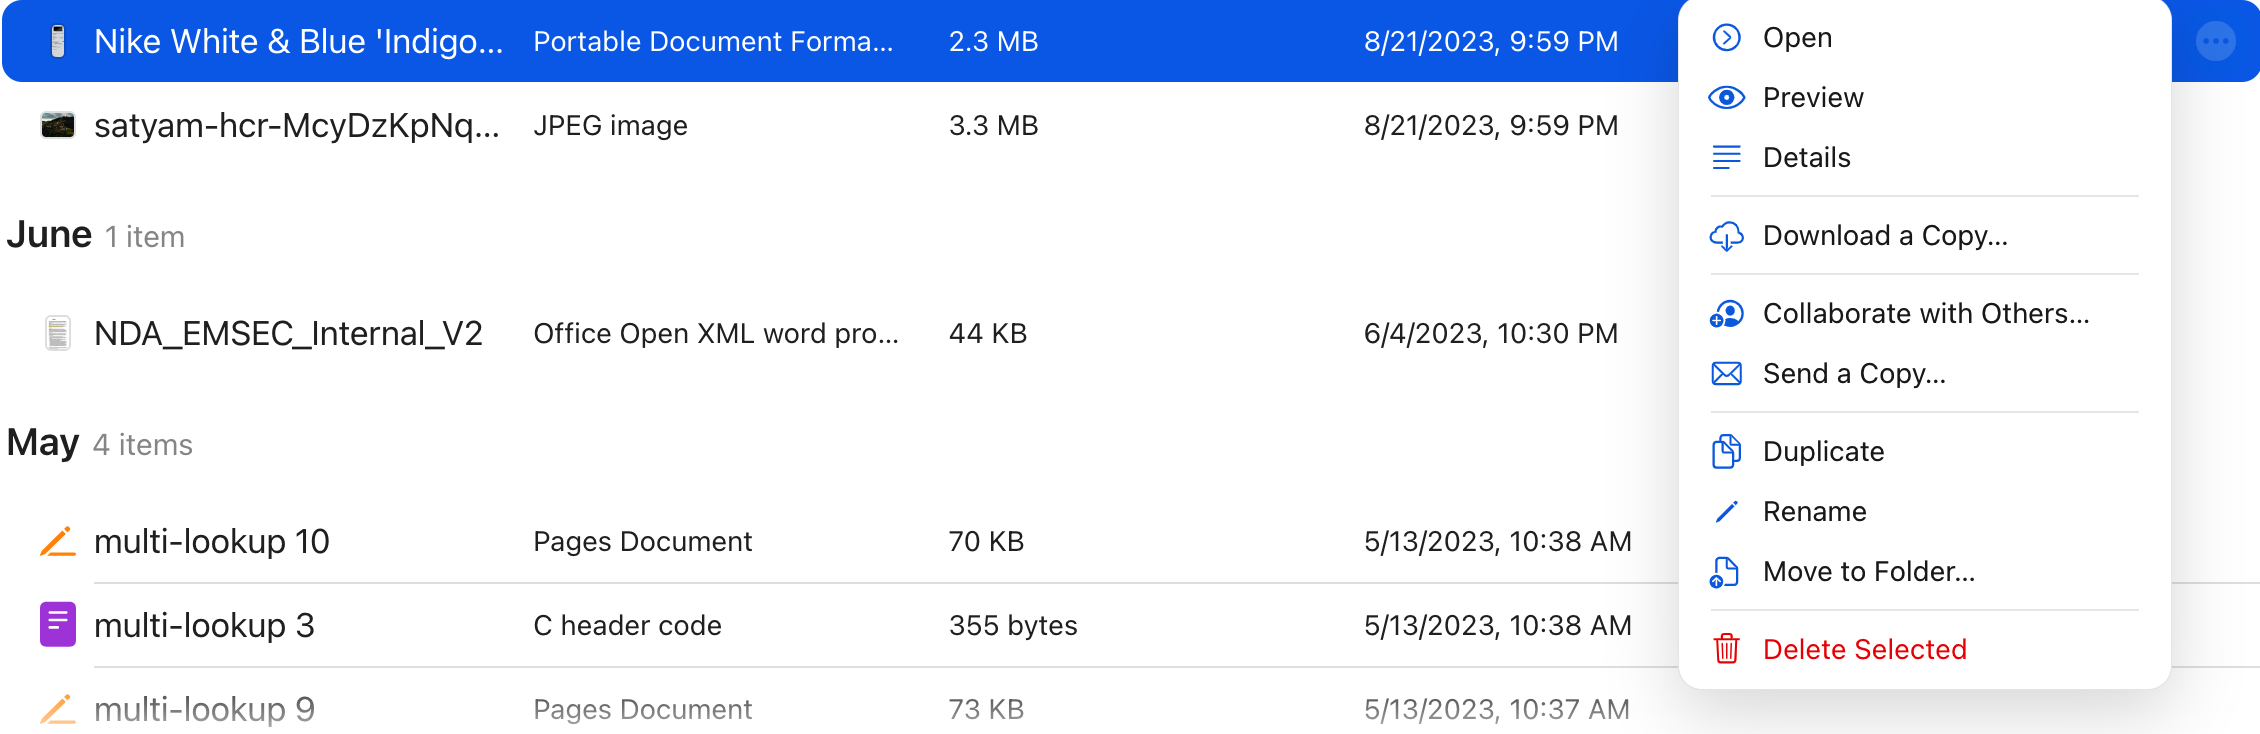 Nike White & Blue 'Indigo... Portable Document Forma... 2.3 MB 8/21/2023, 9:59 PM
satyam-hcr-McyDzKpNq... JPEG image 3.3 MB 8/21/2023, 9:59 PM
June 1 item
NDA_EMSEC_Internal_V2 Office Open XML word pro... 44 KB 6/4/2023, 10:30 PM
May 4 items
multi-lookup 10 Pages Document 70 KB 5/13/2023, 10:38 AM
multi-lookup 3 C header code 355 bytes 5/13/2023, 10:38 AM
multi-lookup 9 Pages Document 73 KB 5/13/2023, 10:37 AM
Open
Preview
Details
Download a Copy...
Collaborate with Others...
Send a Copy...
Duplicate
Rename
Move to Folder...
Delete Selected